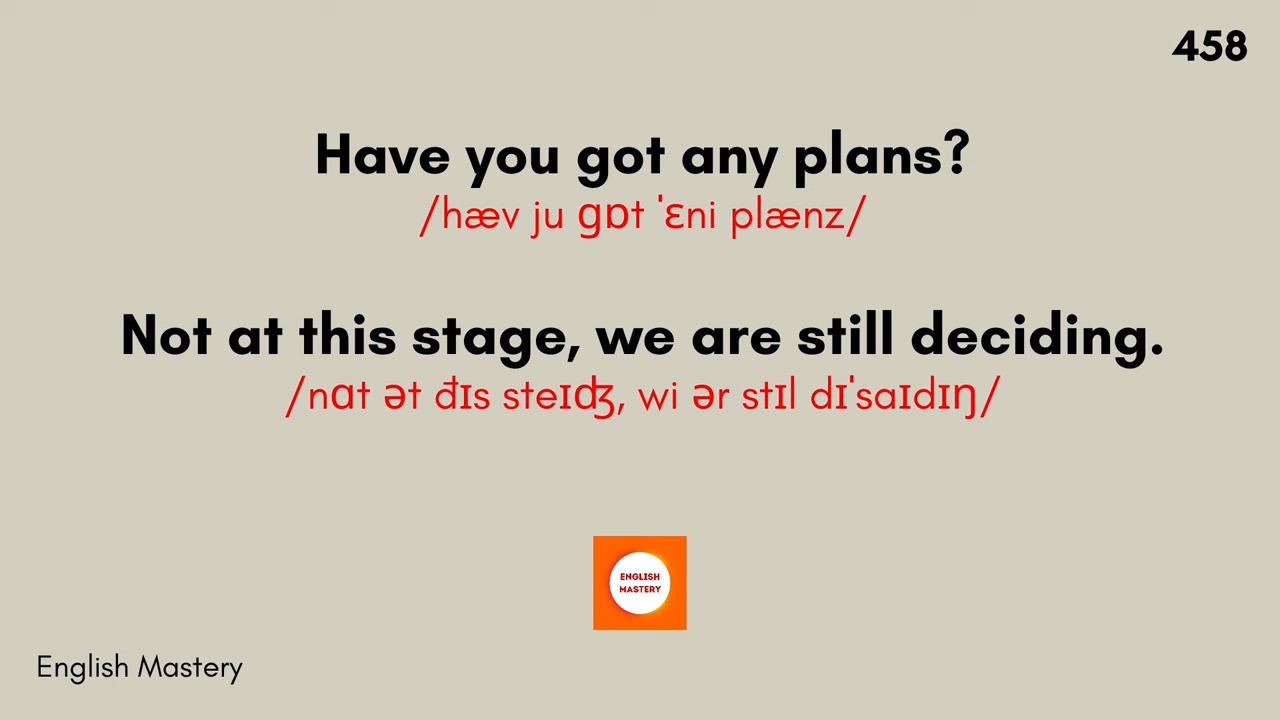 458
Have you got any plans?
/hæv ju ɡɒt ˈɛni plænz/
Not at this stage, we are still deciding.
/nɑt ət đɪs steɪʤ, wi ər stɪl dɪˈsaɪdɪŋ/
ENGLISH
MASTERY
English Mastery